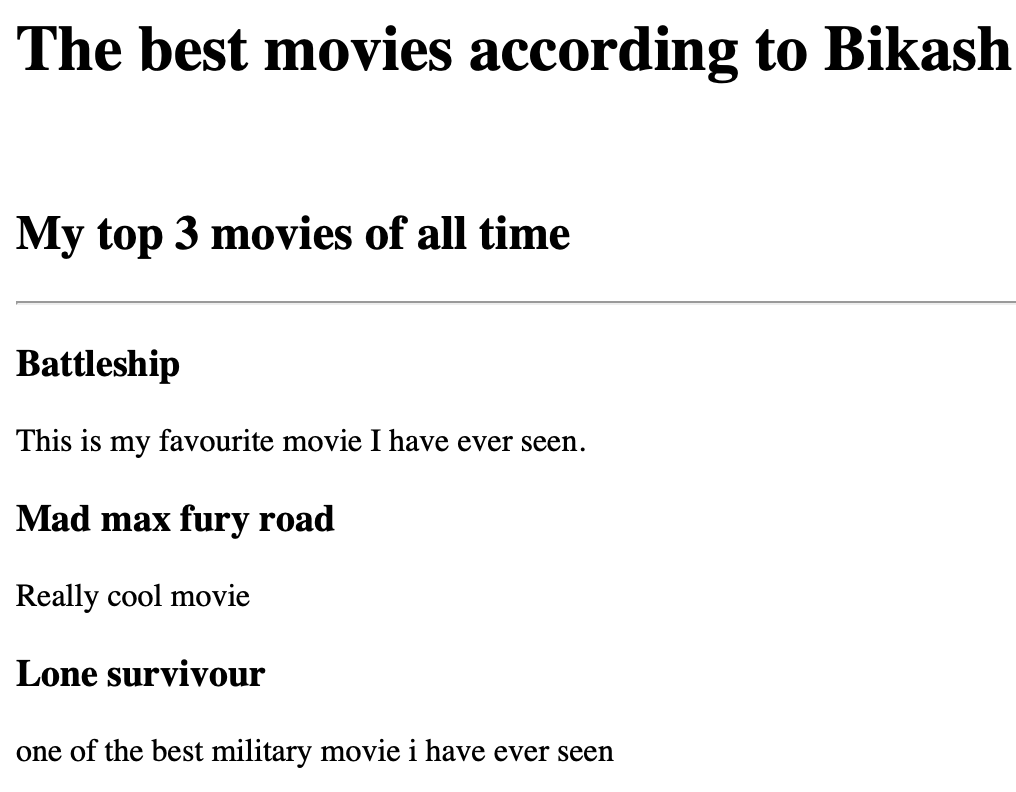 The best movies according to Bikash
My top 3 movies of all time
Battleship
This is my favourite movie I have ever seen.
Mad max fury road
Really cool movie
Lone survivour
one of the best military movie i have ever seen